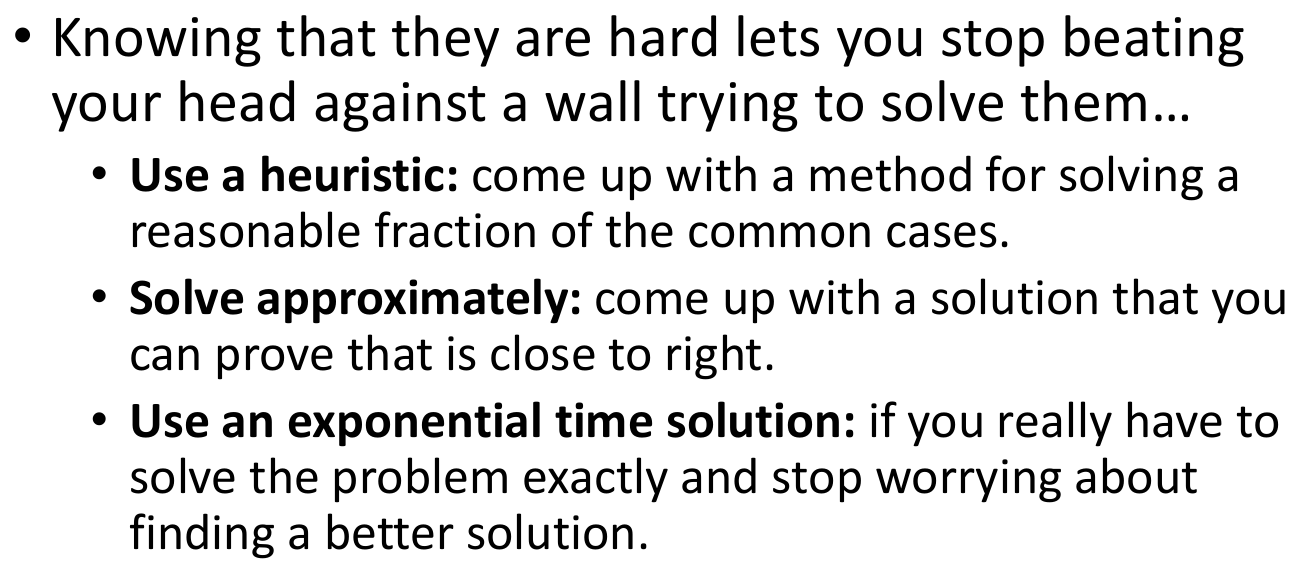 • Knowing that they are hard lets you stop beating
your head against a wall trying to solve them…
• Use a heuristic: come up with a method for solving a
reasonable fraction of the common cases.
• Solve approximately: come up with a solution that you
can prove that is close to right.
• Use an exponential time solution: if you really have to
solve the problem exactly and stop worrying about
finding a better solution.